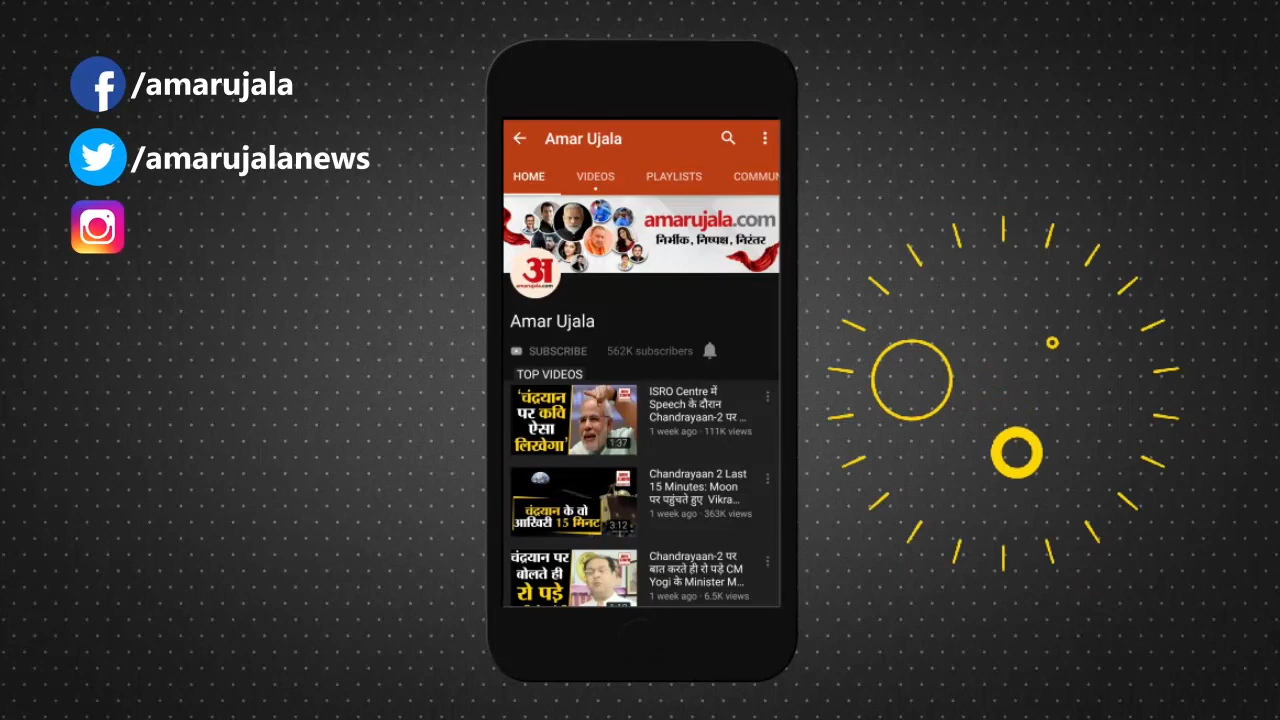 /amarujala
/amarujalanews
Amar Ujala
HOME VIDEOS PLAYLISTS COMMUN
amarujala.com
निर्भीक, निष्पक्ष, निरंतर
अ
amarujala.com
Amar Ujala
SUBSCRIBE 562K subscribers
TOP VIDEOS
'चंद्रयान
पर कवि
ऐसा
लिखेगा'
1:37
ISRO Centre में
Speech के दौरान
Chandrayaan-2 पर ...
1 week ago · 111K views
चंद्रयान के वो
आखिरी 15 मिनट
3:12
Chandrayaan 2 Last
15 Minutes: Moon
पर पहुंचते हुए Vikra...
1 week ago · 363K views
चंद्रयान पर
बोलते ही
रो पड़े
Chandrayaan-2 पर
बात करते ही रो पड़े CM
Yogi के Minister M...
1 week ago · 6.5K views